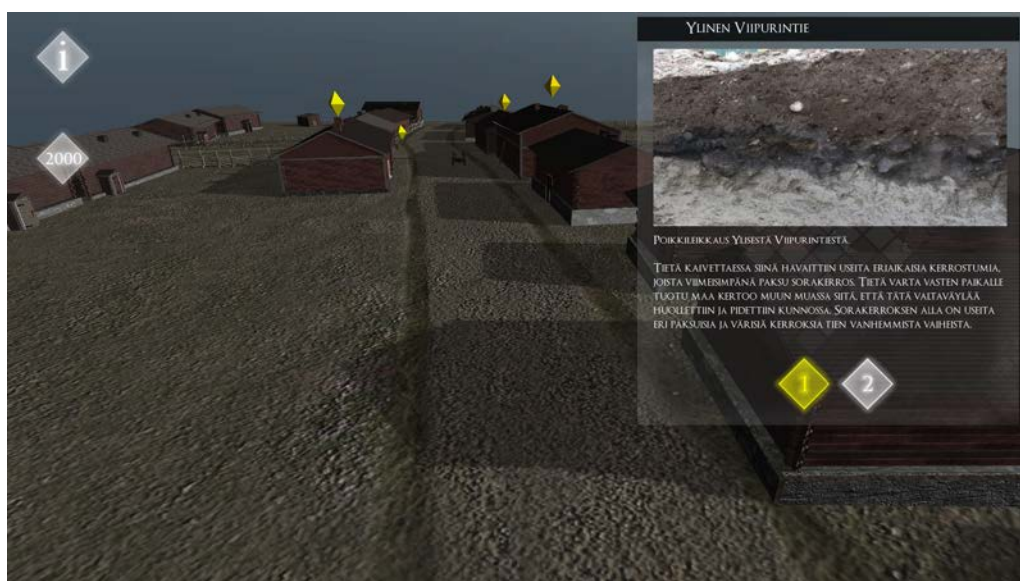 i
2000
Ylinen Viipurintie
Poikkileikkaus Ylisestä Viipurintiestä.
Tietä kaivettaessa siinä havaittiin useita eriaikaisia kerrostumia,
joista viimeisimpänä paksu sorakerros. Tietä varta vasten paikalle
tuotu maa kertoo muun muassa siitä, että tätä valtaväylää
huollettiin ja pidettiin kunnossa. Sorakerroksen alla on useita
eri paksuisia ja värisiä kerroksia tien vanhemmista vaiheista.
1
2